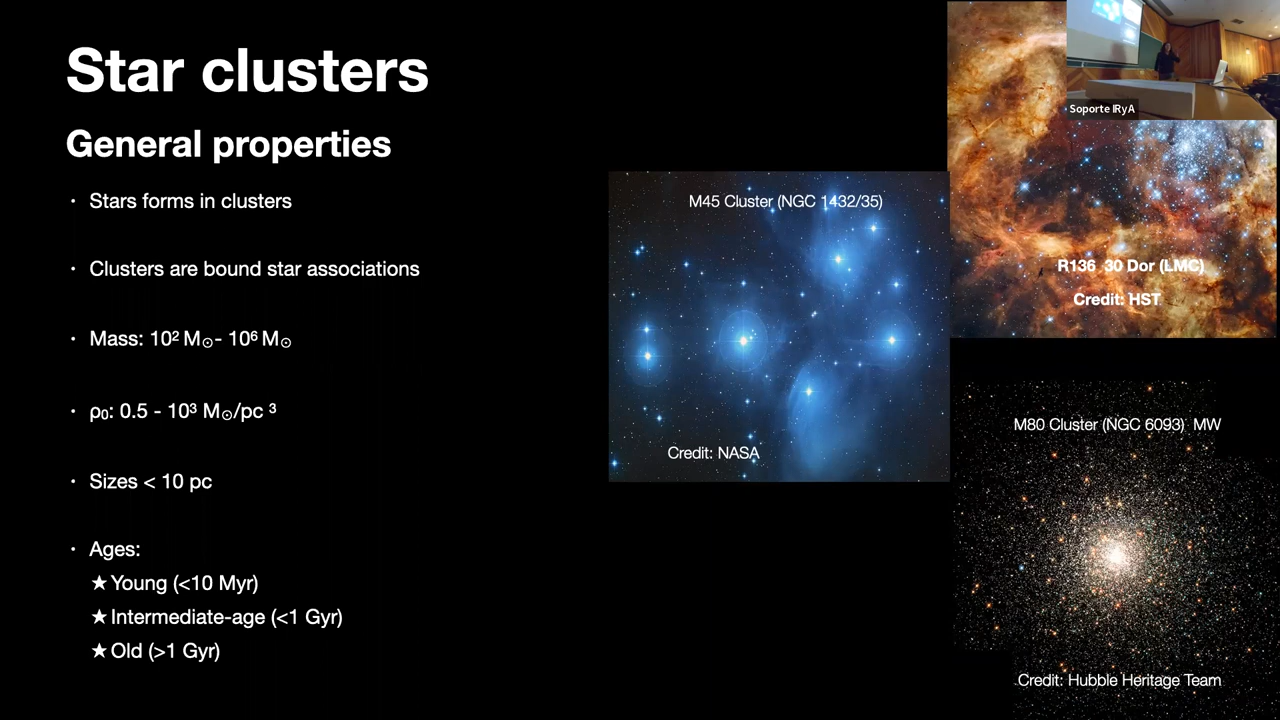 Star clusters
General properties
· Stars forms in clusters
· Clusters are bound star associations
· Mass: 10² M⊙- 10⁶ M⊙
· ρ₀: 0.5 - 10³ M⊙/pc ³
· Sizes < 10 pc
· Ages:
★Young (<10 Myr)
★Intermediate-age (<1 Gyr)
★Old (>1 Gyr)
M45 Cluster (NGC 1432/35)
Credit: NASA
Soporte IRyA
R136 30 Dor (LMC)
Credit: HST
M80 Cluster (NGC 6093) MW
Credit: Hubble Heritage Team